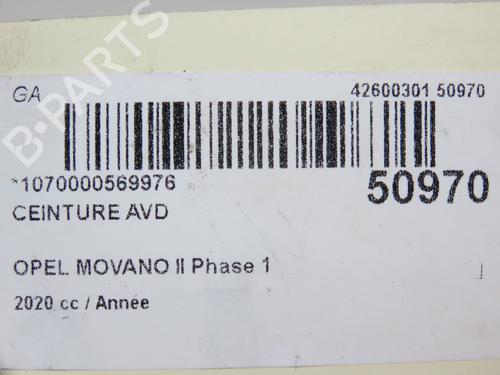 GA
42600301 50970
*1070000569976
50970
CEINTURE AVD
OPEL MOVANO II Phase 1
2020 cc / Année
B-PARTS